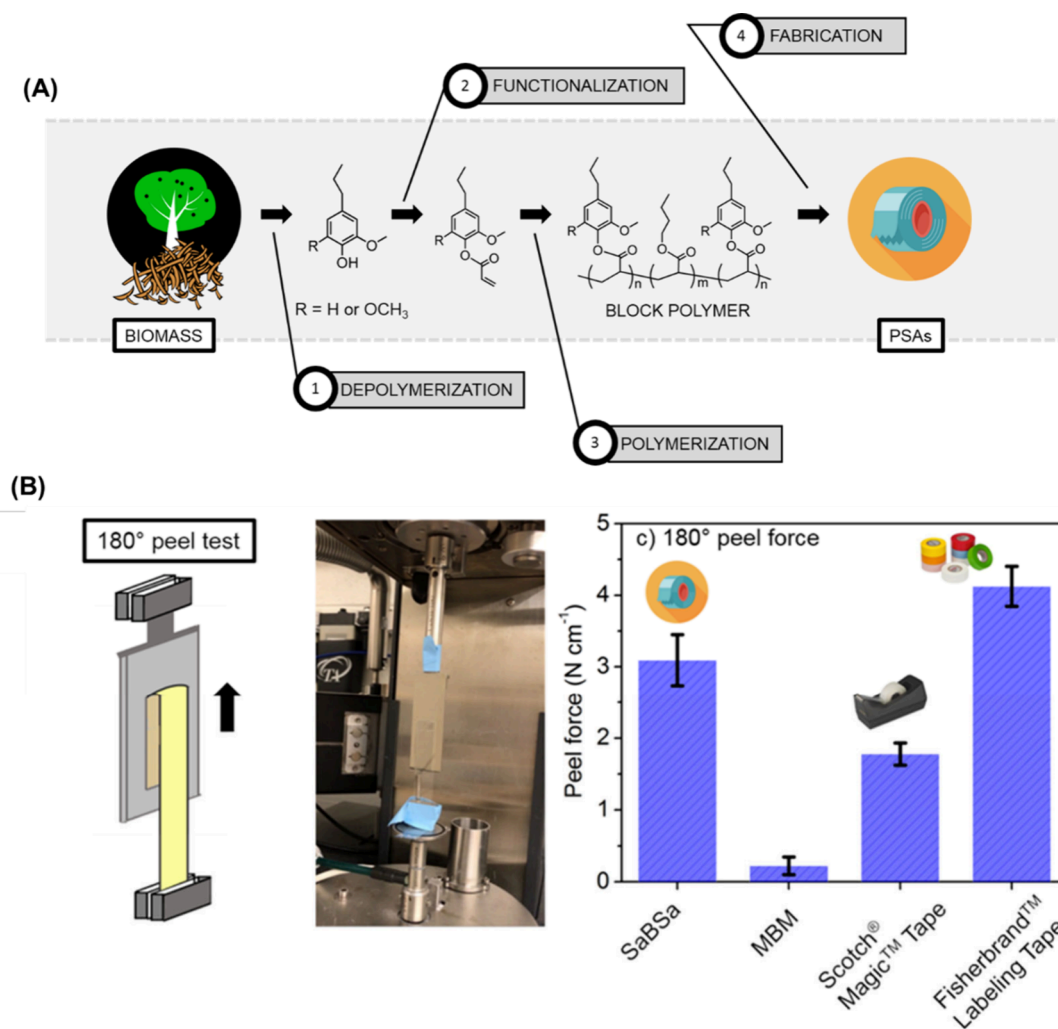 (A)
4 FABRICATION
2 FUNCTIONALIZATION
R
O
OH
R
O
O
O
R
O
O
O
O
O
R
O
O
O
n
m
n
R = H or OCH₃
BLOCK POLYMER
BIOMASS
PSAs
1 DEPOLYMERIZATION
3 POLYMERIZATION
(B)
180° peel test
TA
c) 180° peel force
Peel force (N cm⁻¹)
5
4
3
2
1
0
SaBSa
MBM
Scotch®
Magic™ Tape
Fisherbrand™
Labeling Tape